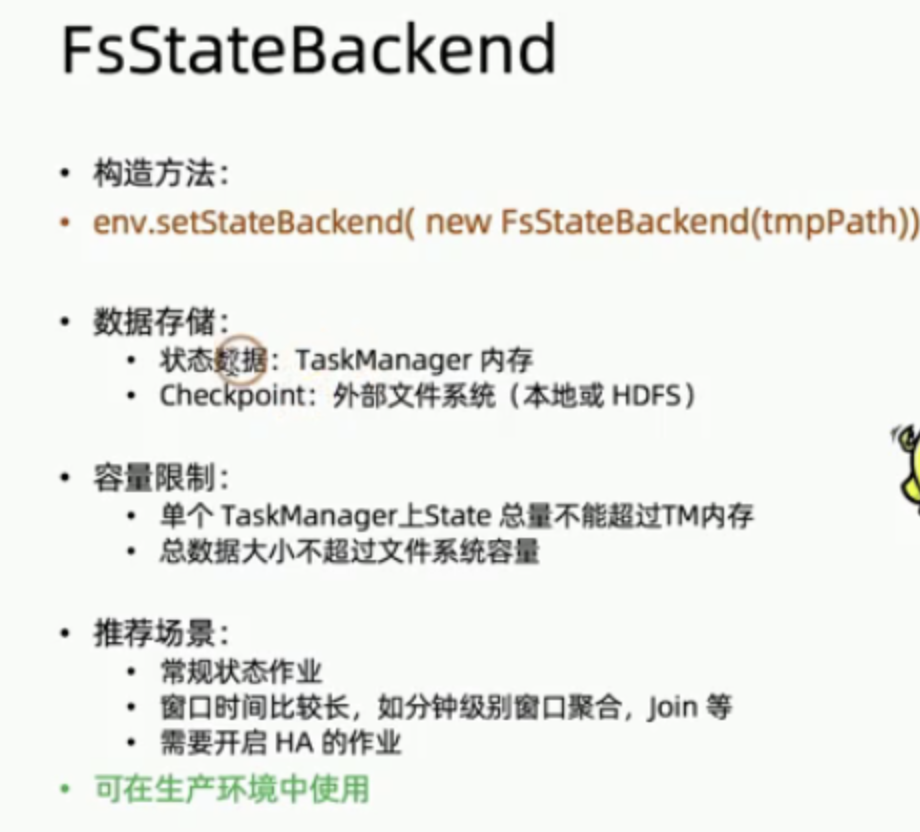 FsStateBackend
• 构造方法：
• env.setStateBackend( new FsStateBackend(tmpPath))
• 数据存储：
• 状态数据：TaskManager 内存
• Checkpoint：外部文件系统（本地或 HDFS）
• 容量限制：
• 单个 TaskManager上State 总量不能超过TM内存
• 总数据大小不超过文件系统容量
• 推荐场景：
• 常规状态作业
• 窗口时间比较长，如分钟级别窗口聚合，Join 等
• 需要开启 HA 的作业
• 可在生产环境中使用